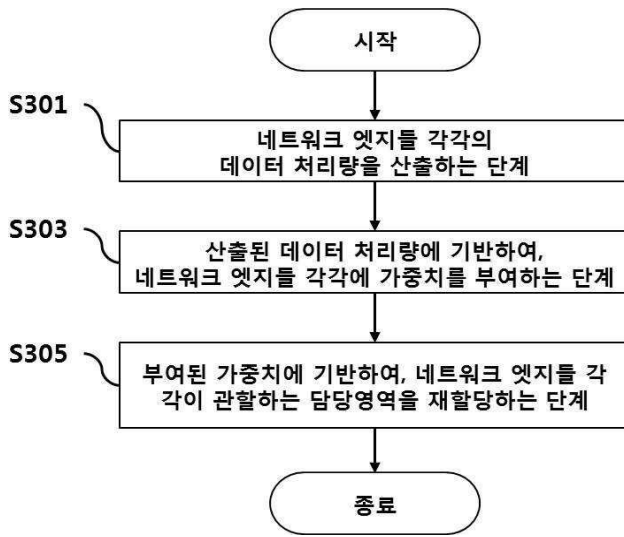 시작
S301
네트워크 엣지들 각각의
데이터 처리량을 산출하는 단계
S303
산출된 데이터 처리량에 기반하여,
네트워크 엣지들 각각에 가중치를 부여하는 단계
S305
부여된 가중치에 기반하여, 네트워크 엣지들 각
각이 관할하는 담당영역을 재할당하는 단계
종료